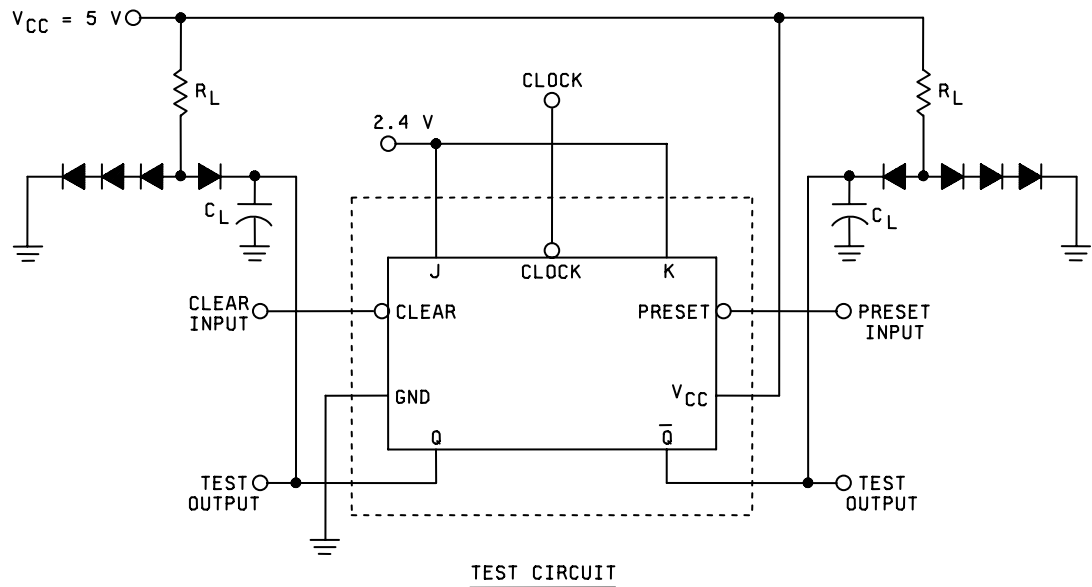 V_CC = 5 V
R_L
CLOCK
R_L
2.4 V
C_L
C_L
J
CLOCK
K
CLEAR
INPUT
CLEAR
PRESET
PRESET
INPUT
GND
V_CC
Q
Q̅
TEST
OUTPUT
TEST
OUTPUT
TEST CIRCUIT